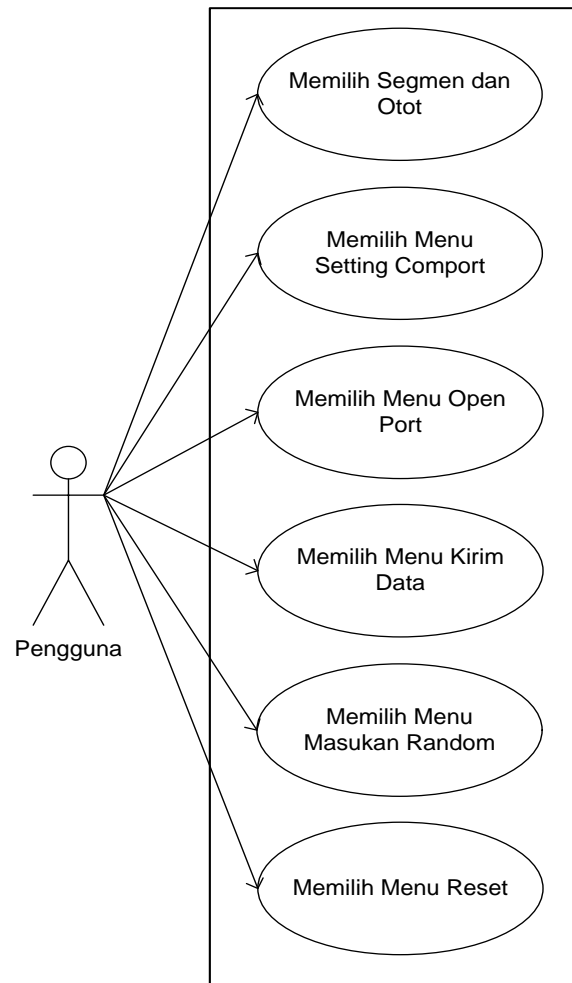 Memilih Segmen dan
Otot
Memilih Menu
Setting Comport
Memilih Menu Open
Port
Memilih Menu Kirim
Data
Pengguna
Memilih Menu
Masukan Random
Memilih Menu Reset